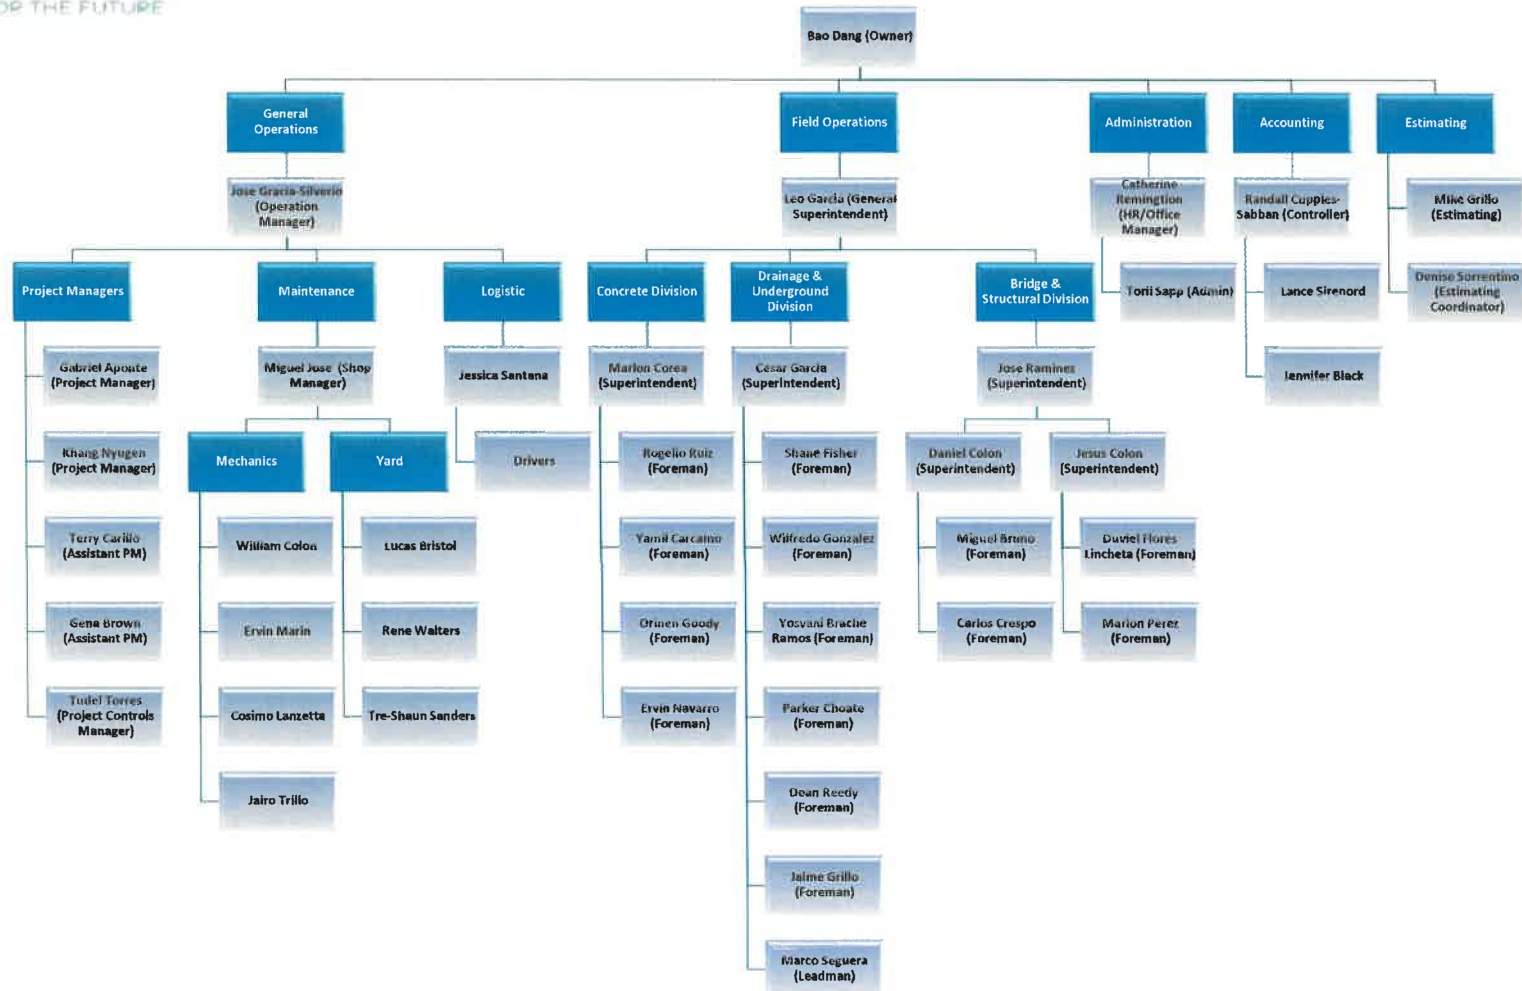 OR THE FUTURE
Bao Dang (Owner)
General
Operations
Field Operations
Administration
Accounting
Estimating
Jose Gracia-Silverio
(Operation
Manager)
Leo Garcia (General
Superintendent)
Catherine
Remington
(HR/Office
Manager)
Randall Cupples-
Sabban (Controller)
Mike Grillo
(Estimating)
Project Managers
Maintenance
Logistic
Concrete Division
Drainage &
Underground
Division
Bridge &
Structural Division
Torii Sapp (Admin)
Lance Sirenord
Denise Sorrentino
(Estimating
Coordinator)
Gabriel Aponte
(Project Manager)
Miguel Jose (Shop
Manager)
Jessica Santana
Marlon Corea
(Superintendent)
Cesar Garcia
(Superintendent)
Jose Raminez
(Superintendent)
Jennifer Black
Khang Nyugen
(Project Manager)
Mechanics
Yard
Drivers
Rogelio Ruiz
(Foreman)
Shane Fisher
(Foreman)
Daniel Colon
(Superintendent)
Jesus Colon
(Superintendent)
Terry Carillo
(Assistant PM)
William Colon
Lucas Bristol
Yamil Carcamo
(Foreman)
Wilfredo Gonzalez
(Foreman)
Miguel Bruno
(Foreman)
Duviel Flores
Lincheta (Foreman)
Gena Brown
(Assistant PM)
Ervin Marin
Rene Walters
Orinen Goody
(Foreman)
Yosvani Brache
Ramos (Foreman)
Carlos Crespo
(Foreman)
Marlon Perez
(Foreman)
Tudel Torres
(Project Controls
Manager)
Cosimo Lanzetta
Tre-Shaun Sanders
Ervin Navarro
(Foreman)
Parker Choate
(Foreman)
Jairo Trillo
Dean Reedy
(Foreman)
Jaime Grillo
(Foreman)
Marco Seguera
(Leadman)